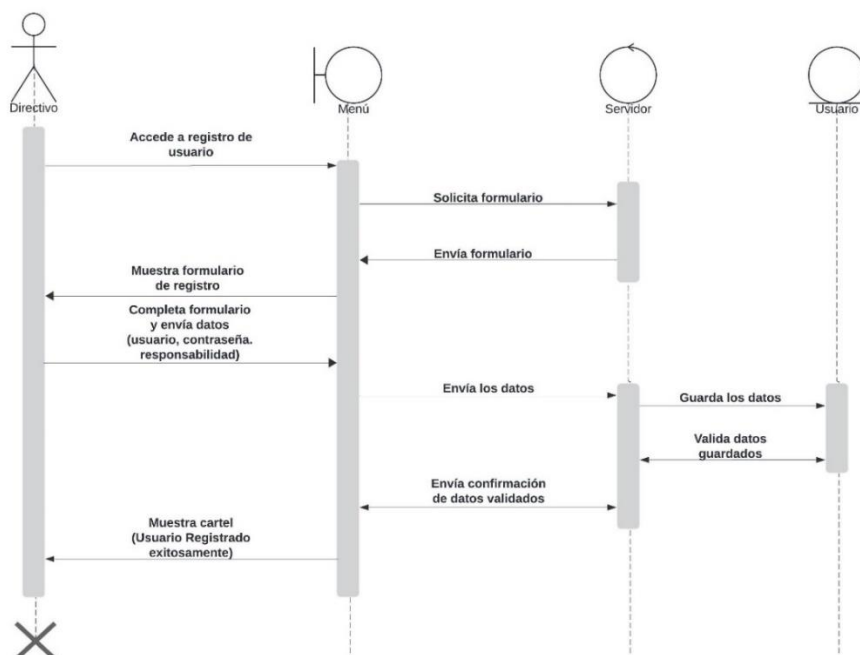 Directivo
Menú
Servidor
Usuario
Accede a registro de
usuario
Solicita formulario
Envía formulario
Muestra formulario
de registro
Completa formulario
y envía datos
(usuario, contraseña.
responsabilidad)
Envía los datos
Guarda los datos
Valida datos
guardados
Envía confirmación
de datos validados
Muestra cartel
(Usuario Registrado
exitosamente)